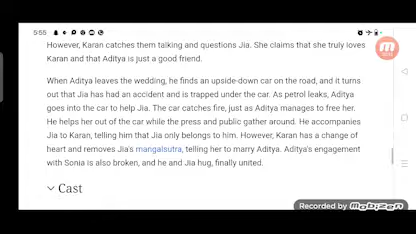 5:55
However, Karan catches them talking and questions Jia. She claims that she truly loves
Karan and that Aditya is just a good friend.
When Aditya leaves the wedding, he finds an upside-down car on the road, and it turns
out that Jia has had an accident and is trapped under the car. As petrol leaks, Aditya
goes into the car to help Jia. The car catches fire, just as Aditya manages to free her.
He helps her out of the car while the press and public gather around. He accompanies
Jia to Karan, telling him that Jia only belongs to him. However, Karan has a change of
heart and removes Jia's mangalsutra, telling her to marry Aditya. Aditya's engagement
with Sonia is also broken, and he and Jia hug, finally united.
Cast
Recorded by mobizen